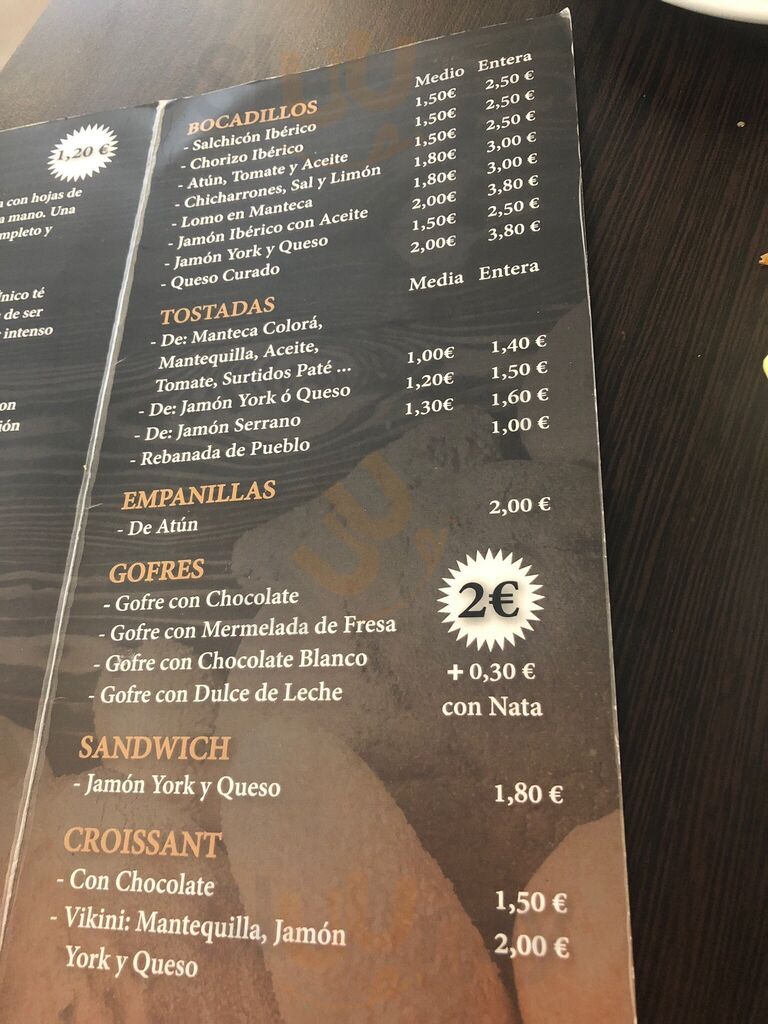 1,20 €
a con hojas de
a mano. Una
mpleto y
nico té
de ser
intenso
on
ión
Medio Entera
BOCADILLOS
- Salchicón Ibérico 1,50€ 2,50 €
- Chorizo Ibérico 1,50€ 2,50 €
- Atún, Tomate y Aceite 1,50€ 2,50 €
- Chicharrones, Sal y Limón 1,80€ 3,00 €
- Lomo en Manteca 1,80€ 3,00 €
- Jamón Ibérico con Aceite 2,00€ 3,80 €
- Jamón York y Queso 1,50€ 2,50 €
- Queso Curado 2,00€ 3,80 €
Media Entera
TOSTADAS
- De: Manteca Colorá,
Mantequilla, Aceite,
Tomate, Surtidos Paté ... 1,00€ 1,40 €
- De: Jamón York ó Queso 1,20€ 1,50 €
- De: Jamón Serrano 1,30€ 1,60 €
- Rebanada de Pueblo 1,00 €
EMPANILLAS
- De Atún 2,00 €
GOFRES
- Gofre con Chocolate
- Gofre con Mermelada de Fresa
- Gofre con Chocolate Blanco
- Gofre con Dulce de Leche
2€
+ 0,30 €
con Nata
SANDWICH
- Jamón York y Queso 1,80 €
CROISSANT
- Con Chocolate 1,50 €
- Vikini: Mantequilla, Jamón 2,00 €
York y Queso